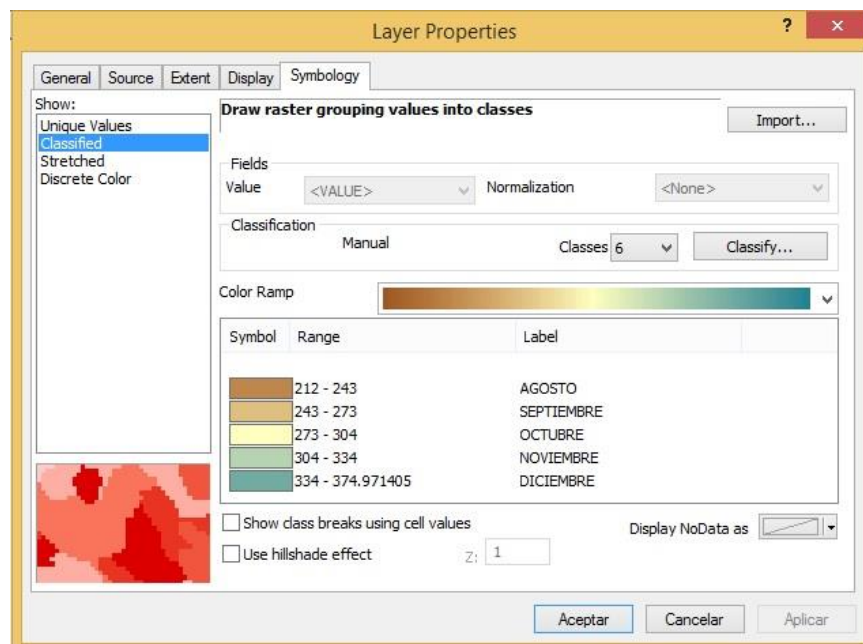 Layer Properties
? ×
General Source Extent Display Symbology
Show:
Unique Values
Classified
Stretched
Discrete Color
Draw raster grouping values into classes
Import...
Fields
Value <VALUE> Normalization <None>
Classification
Manual Classes 6 Classify...
Color Ramp
Symbol Range Label
212 - 243 AGOSTO
243 - 273 SEPTIEMBRE
273 - 304 OCTUBRE
304 - 334 NOVIEMBRE
334 - 374.971405 DICIEMBRE
Show class breaks using cell values
Display NoData as
Use hillshade effect Z: 1
Aceptar Cancelar Aplicar